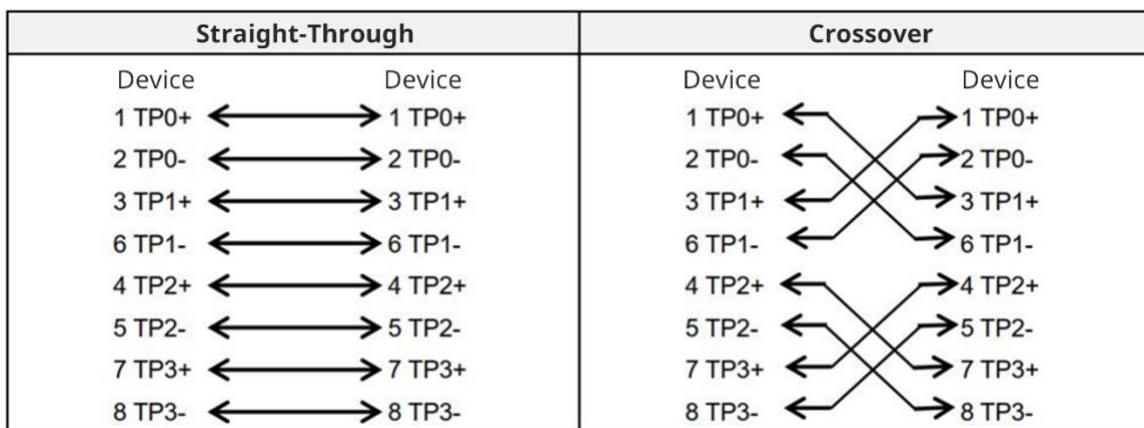 Straight-Through Crossover
Device Device Device Device
1 TP0+ 1 TP0+ 1 TP0+ 1 TP0+
2 TP0- 2 TP0- 2 TP0- 2 TP0-
3 TP1+ 3 TP1+ 3 TP1+ 3 TP1+
6 TP1- 6 TP1- 6 TP1- 6 TP1-
4 TP2+ 4 TP2+ 4 TP2+ 4 TP2+
5 TP2- 5 TP2- 5 TP2- 5 TP2-
7 TP3+ 7 TP3+ 7 TP3+ 7 TP3+
8 TP3- 8 TP3- 8 TP3- 8 TP3-